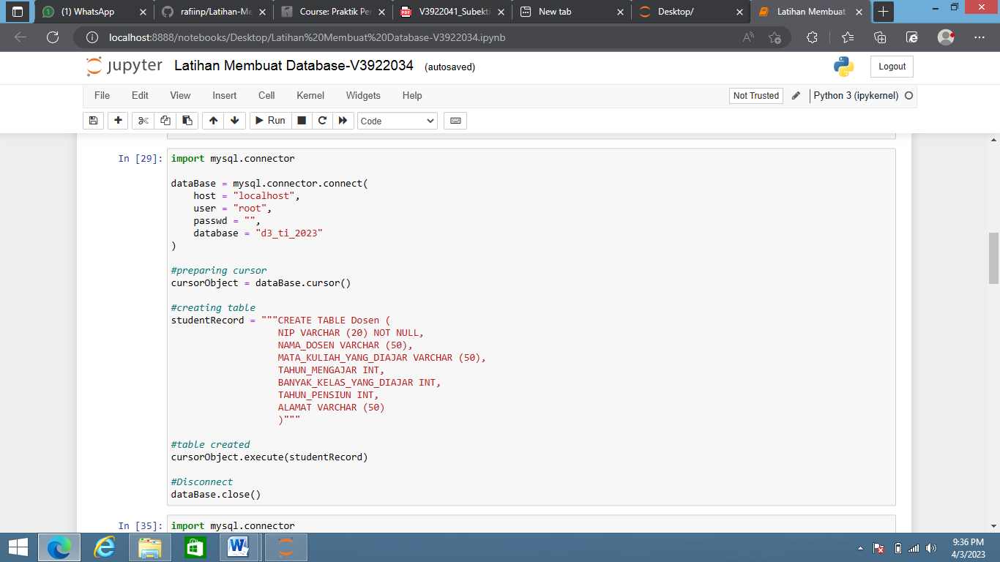 (1) WhatsApp
rafiinp/Latihan-Me
Course: Praktik Per
PDF
V3922041_Subekti
New tab
Desktop/
Latihan Membuat
localhost:8888/notebooks/Desktop/Latihan%20Membuat%20Database-V3922034.ipynb
jupyter Latihan Membuat Database-V3922034 (autosaved)
Logout
File Edit View Insert Cell Kernel Widgets Help
Not Trusted
Python 3 (ipykernel)
Run
Code
In [29]:
import mysql.connector
dataBase = mysql.connector.connect(
host = "localhost",
user = "root",
passwd = "",
database = "d3_ti_2023"
)
#preparing cursor
cursorObject = dataBase.cursor()
#creating table
studentRecord = """CREATE TABLE Dosen (
NIP VARCHAR (20) NOT NULL,
NAMA_DOSEN VARCHAR (50),
MATA_KULIAH_YANG_DIAJAR VARCHAR (50),
TAHUN_MENGAJAR INT,
BANYAK_KELAS_YANG_DIAJAR INT,
TAHUN_PENSIUN INT,
ALAMAT VARCHAR (50)
)"""
#table created
cursorObject.execute(studentRecord)
#Disconnect
dataBase.close()
In [35]:
import mysql.connector
9:36 PM
4/3/2023